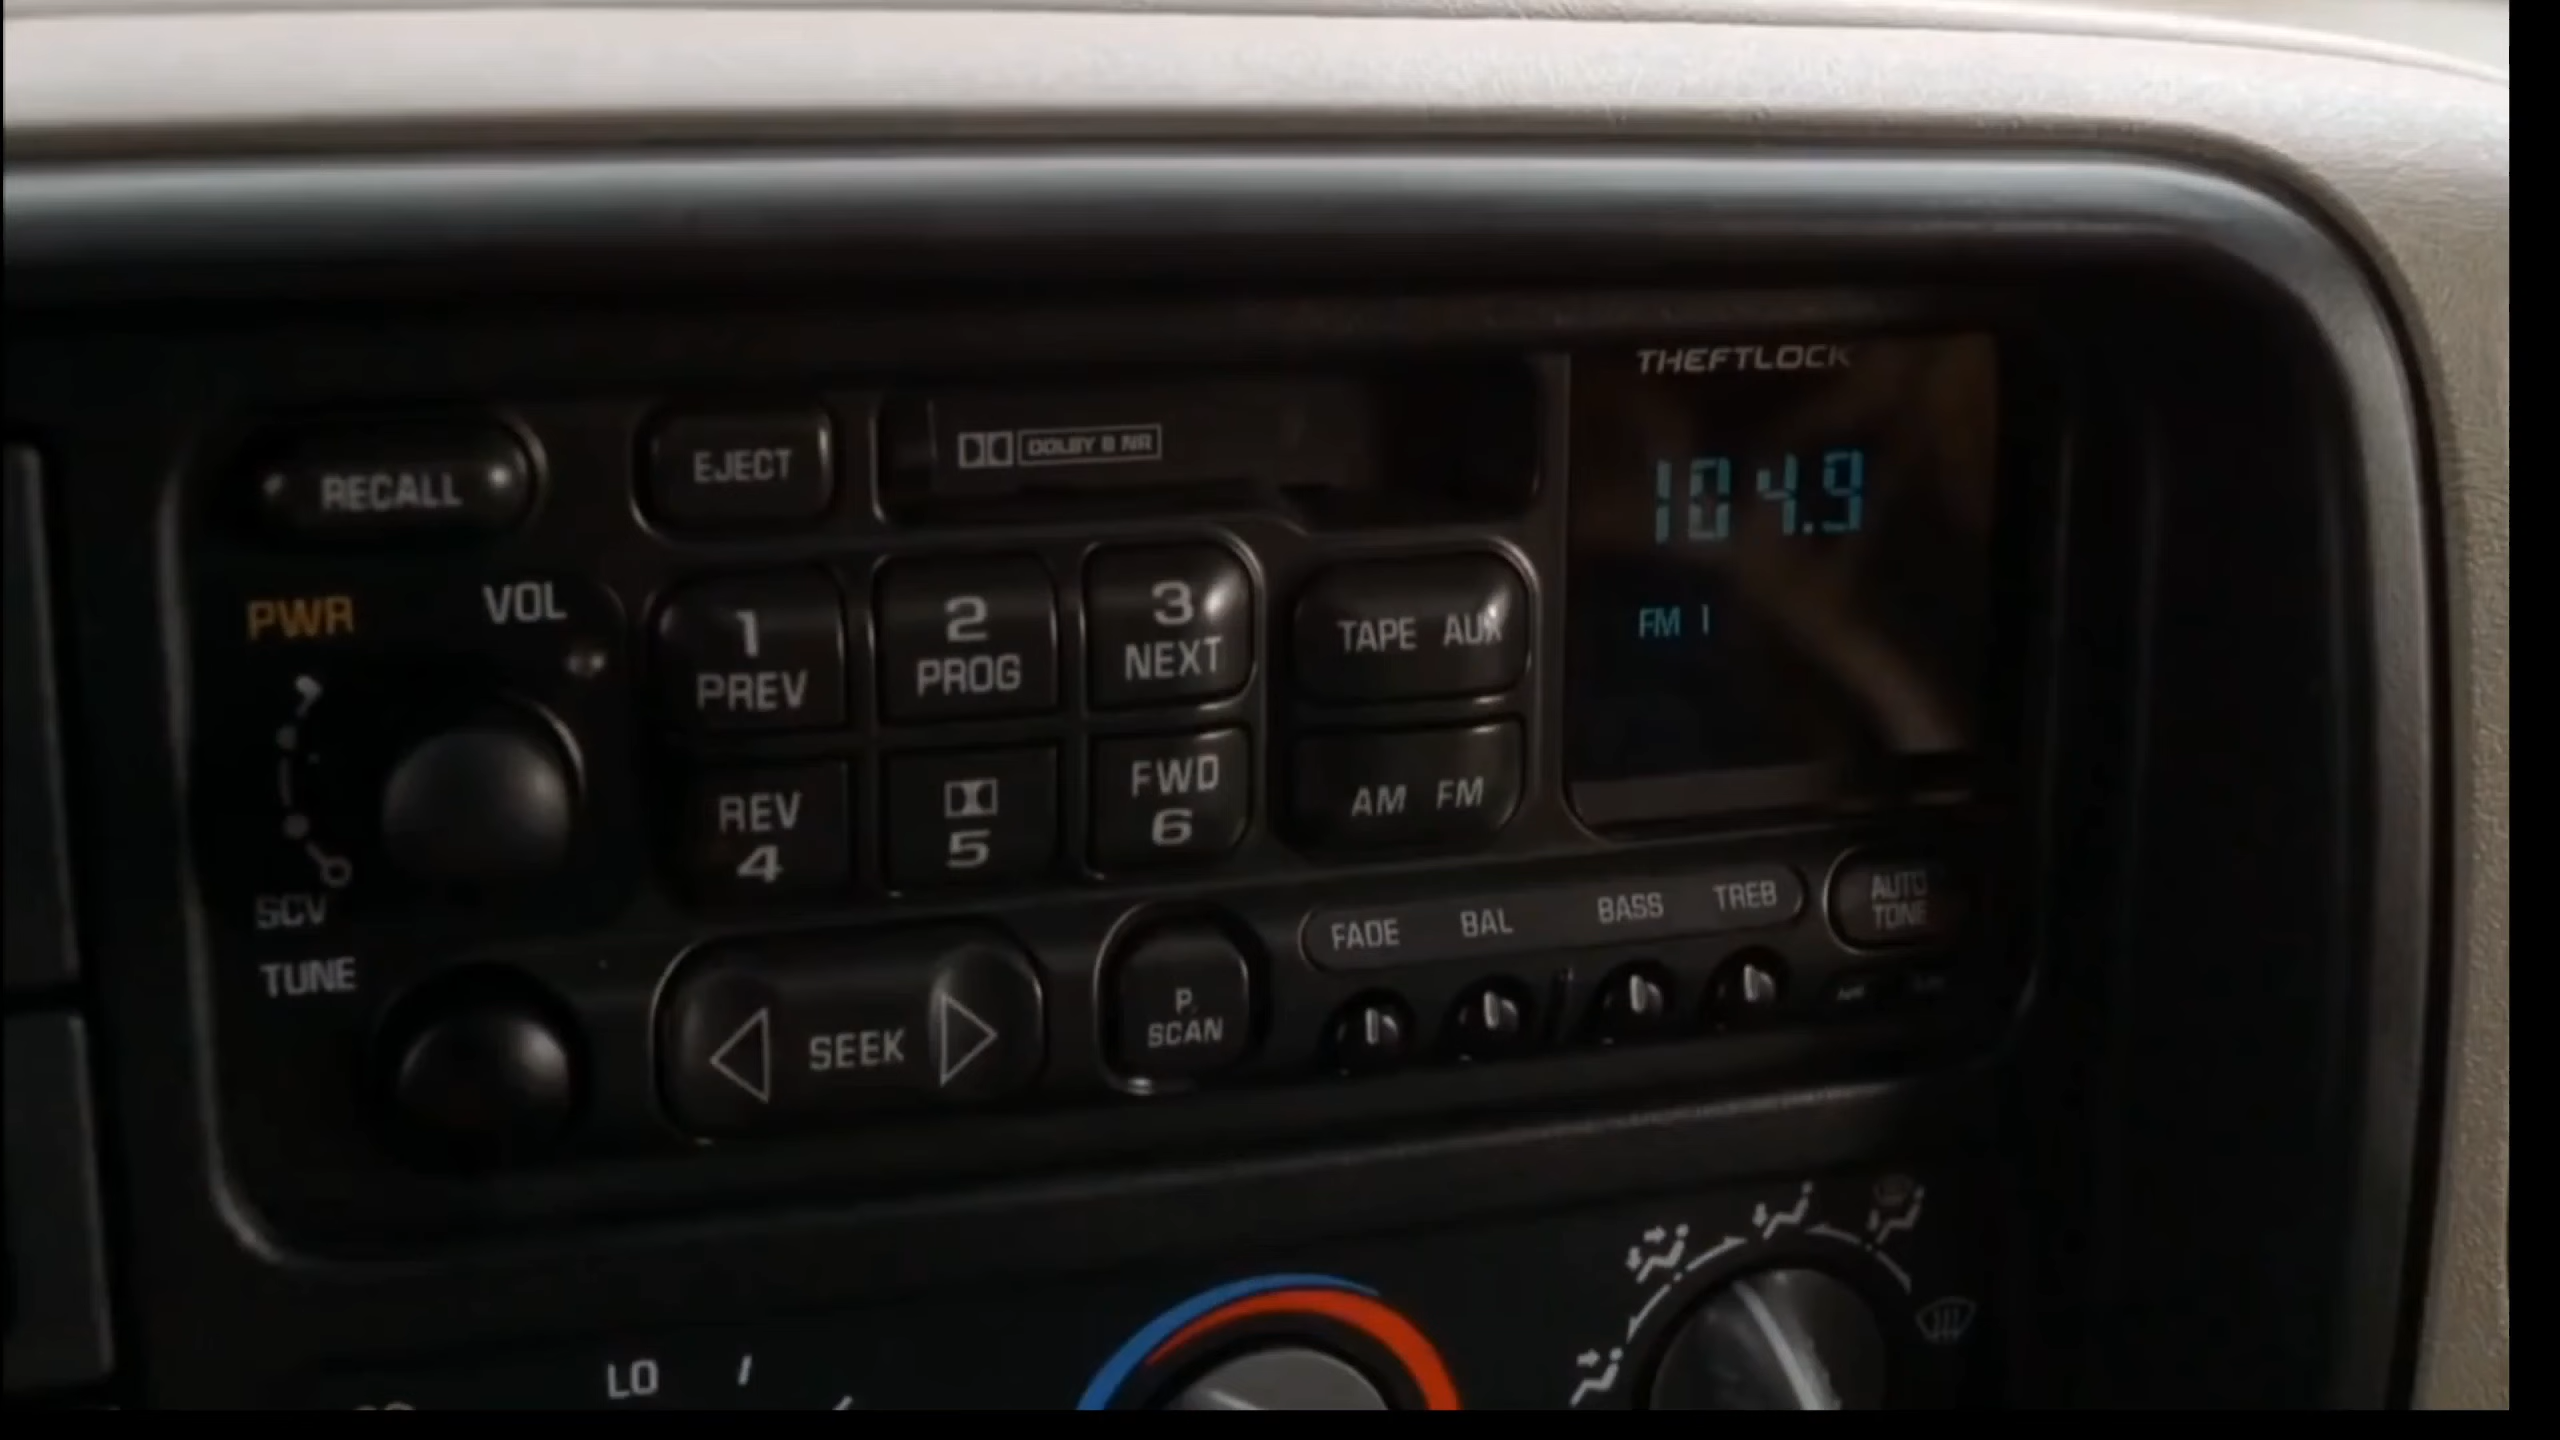 THEFTLOCK
RECALL
EJECT
DOLBY B NR
104.9
FM 1
PWR
VOL
1
PREV
2
PROG
3
NEXT
TAPE AUX
REV
4
5
FWD
6
AM FM
SCV
TUNE
SEEK
P.
SCAN
FADE
BAL
BASS
TREB
AUTO
TONE
LO